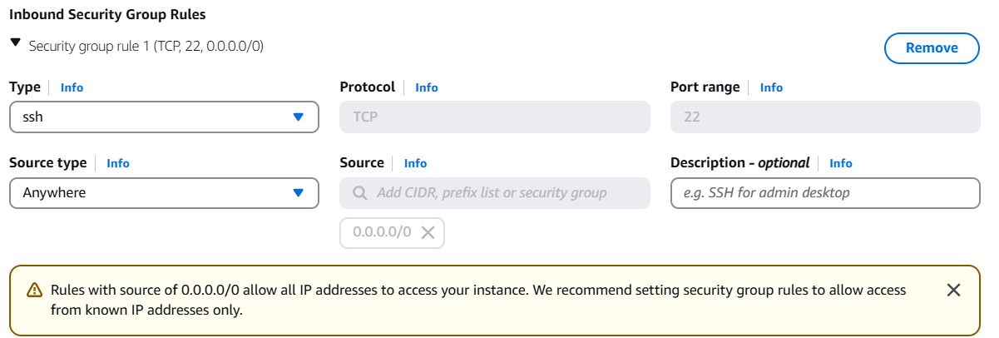 Inbound Security Group Rules
Security group rule 1 (TCP, 22, 0.0.0.0/0)
Remove
Type Info
Protocol Info
Port range Info
ssh
TCP
22
Source type Info
Source Info
Description - optional Info
Anywhere
Add CIDR, prefix list or security group
e.g. SSH for admin desktop
0.0.0.0/0
Rules with source of 0.0.0.0/0 allow all IP addresses to access your instance. We recommend setting security group rules to allow access
from known IP addresses only.